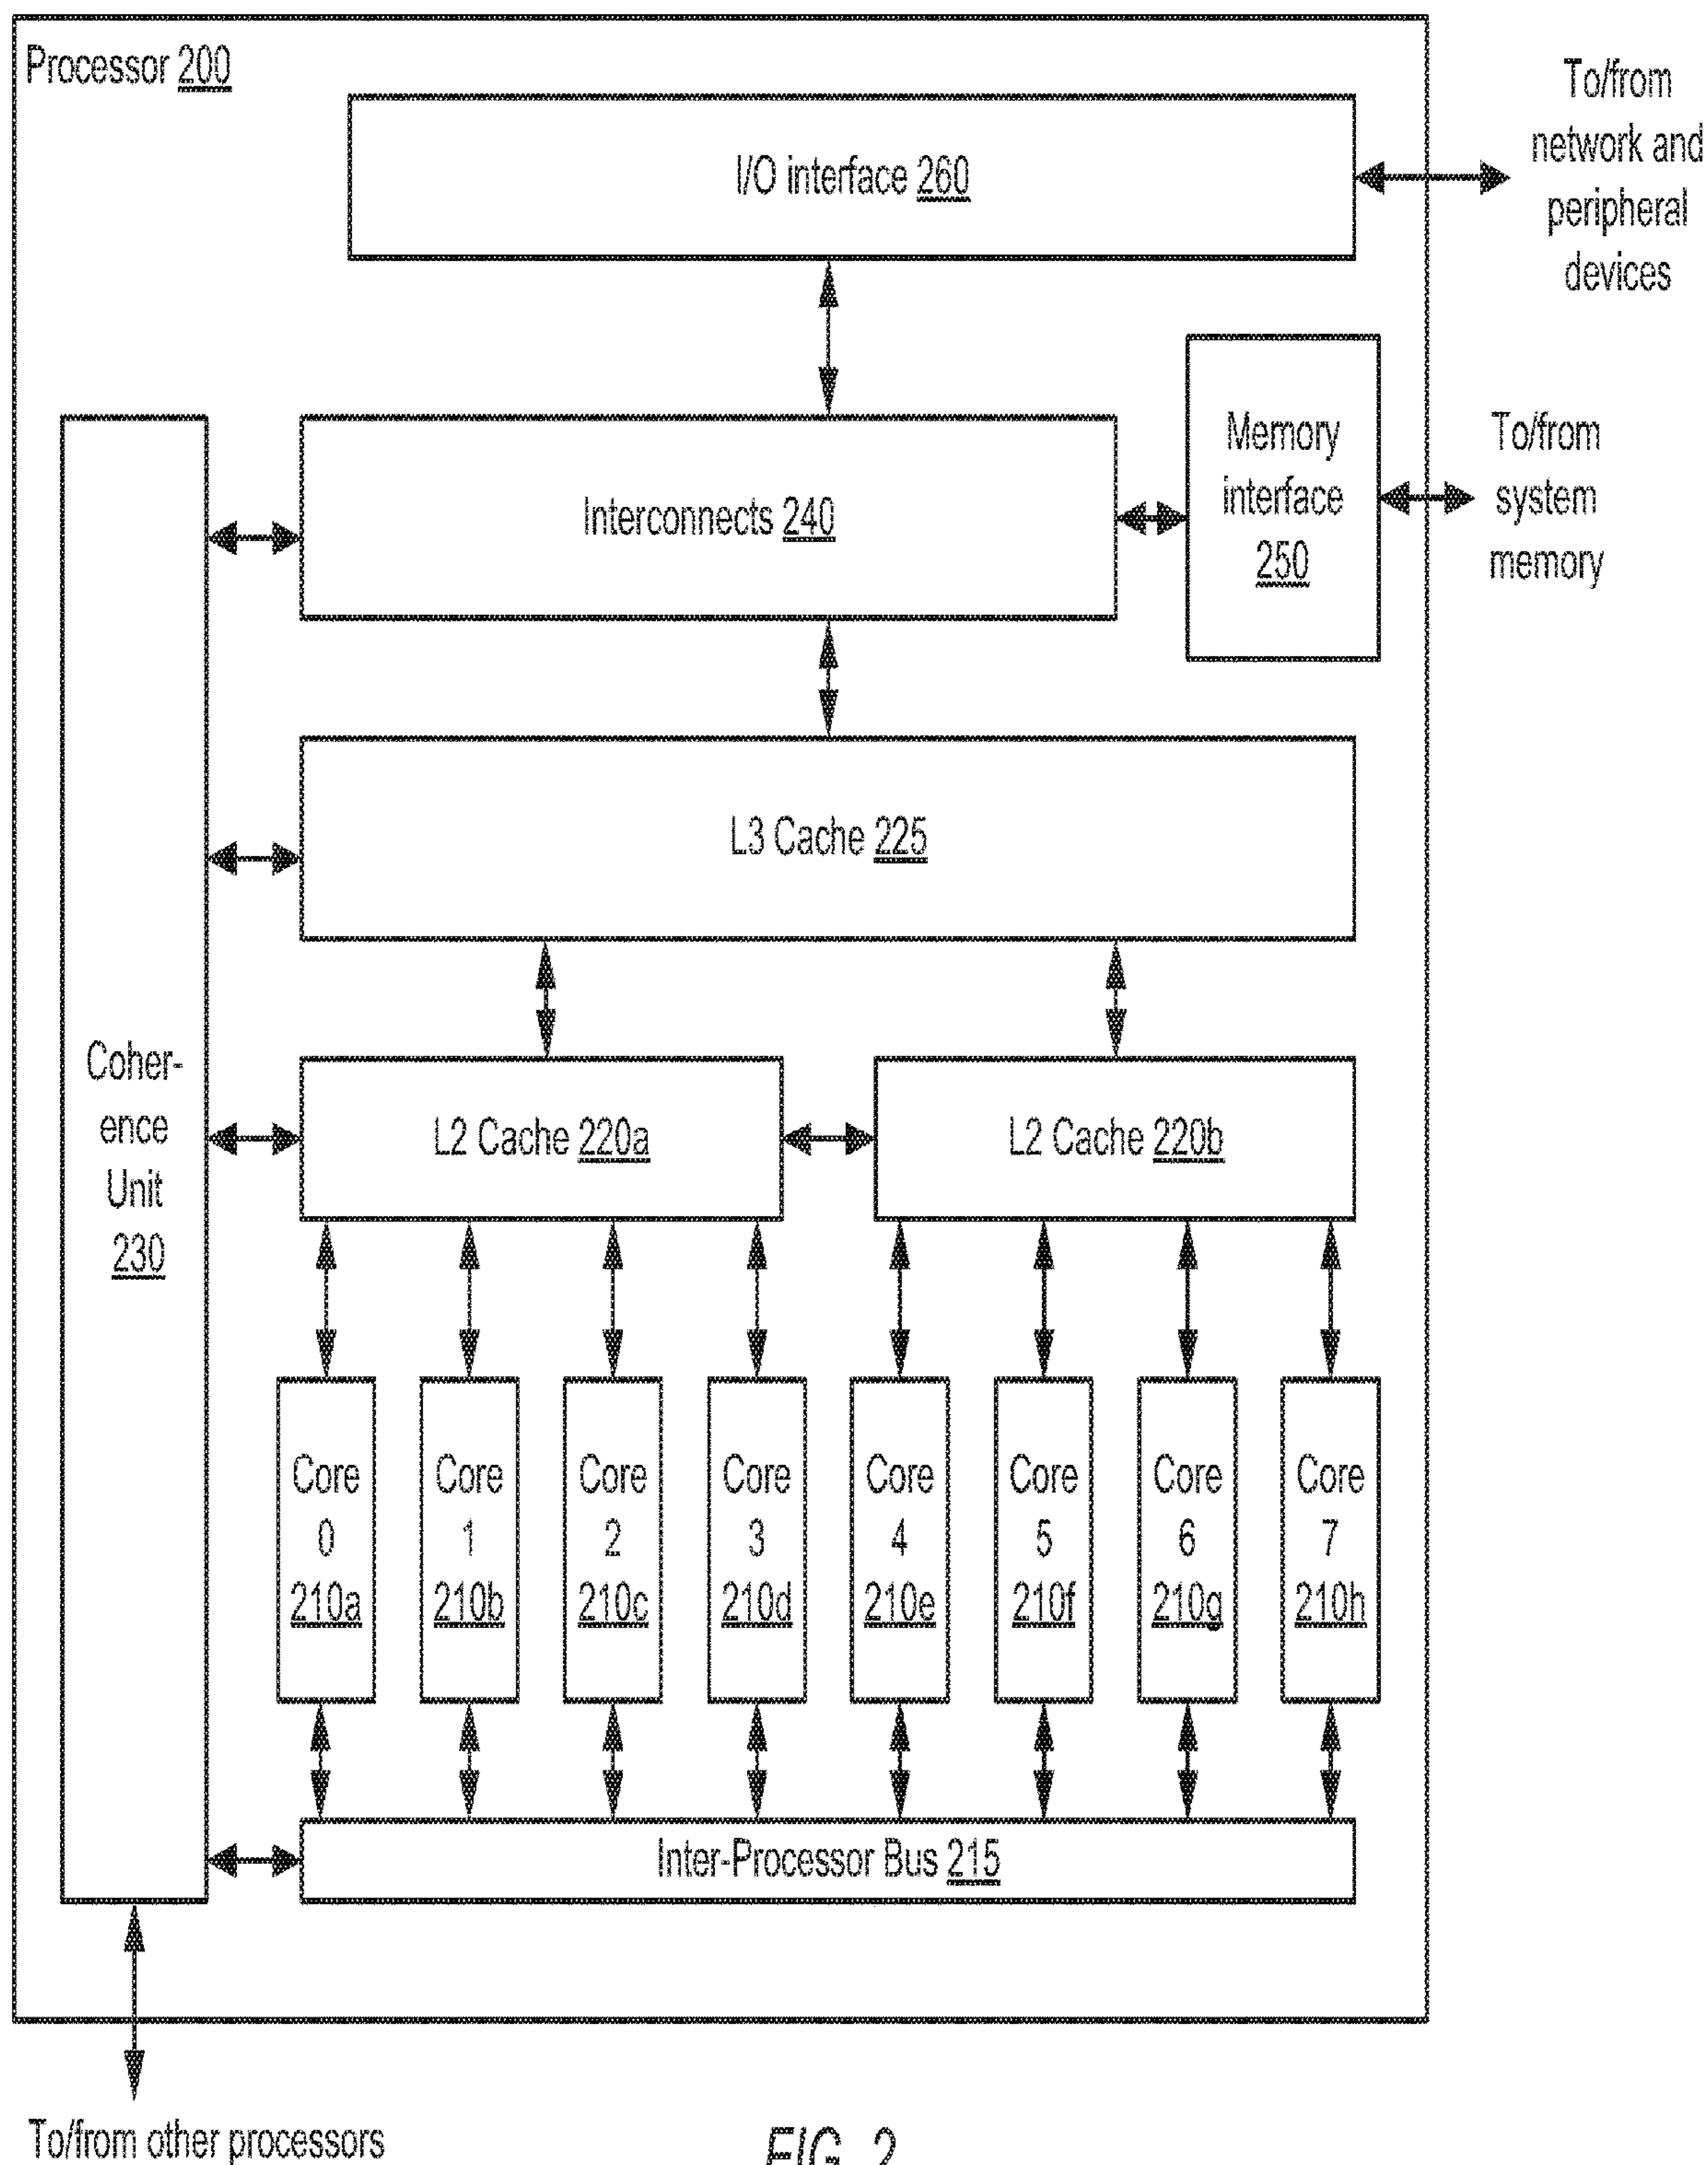 Processor 200
To/from
network and
peripheral
devices
I/O interface 260
Memory
interface
250
To/from
system
memory
Interconnects 240
L3 Cache 225
Coher-
ence
Unit
230
L2 Cache 220a
L2 Cache 220b
Core
0
210a
Core
1
210b
Core
2
210c
Core
3
210d
Core
4
210e
Core
5
210f
Core
6
210g
Core
7
210h
Inter-Processor Bus 215
To/from other processors
FIG. 2